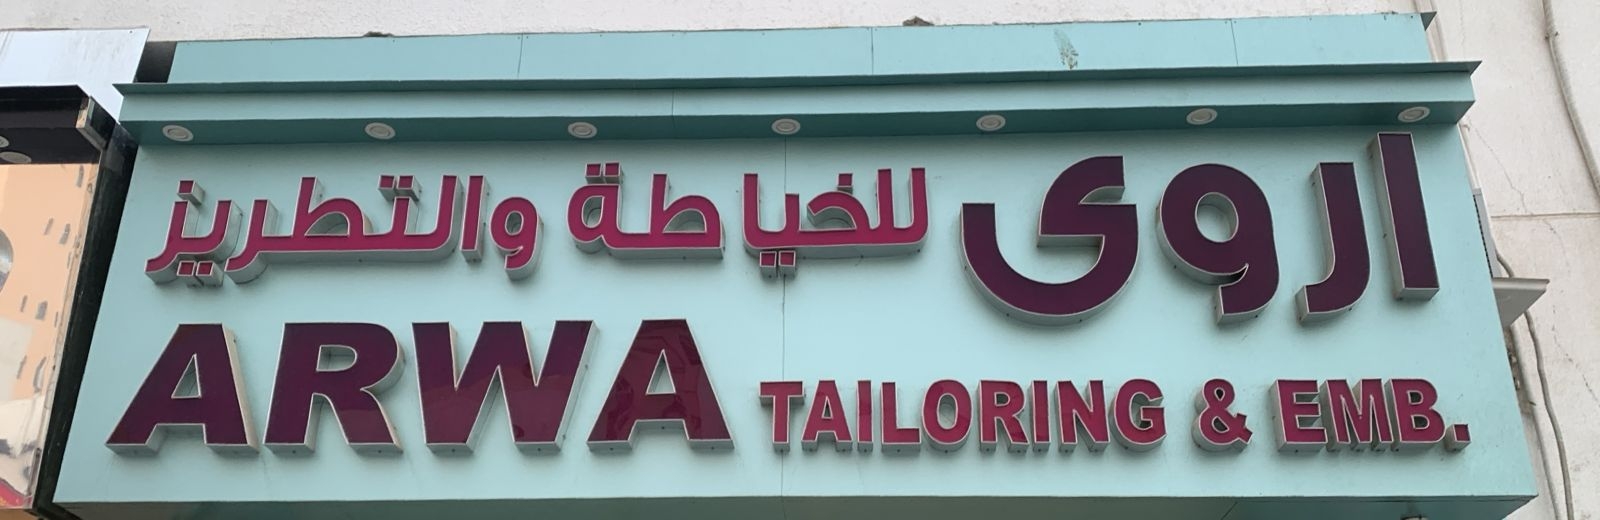 اروى للخياطة والتطريز
ARWA TAILORING & EMB.